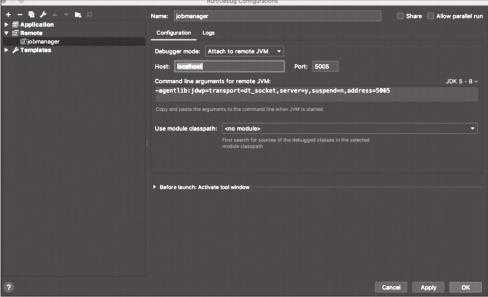 Run/Debug Configurations
Application
Remote
jobmanager
Templates
Name: jobmanager
Share
Allow parallel run
Configuration Logs
Debugger mode: Attach to remote JVM
Host: localhost Port: 5005
Command line arguments for remote JVM: JDK 5 - 8
-agentlib:jdwp=transport=dt_socket,server=y,suspend=n,address=5005
Copy and paste the arguments to the command line when JVM is started.
Use module classpath: <no module>
First search for sources of the debugged classes in the selected
module classpath
Before launch: Activate tool window
?
Cancel Apply OK